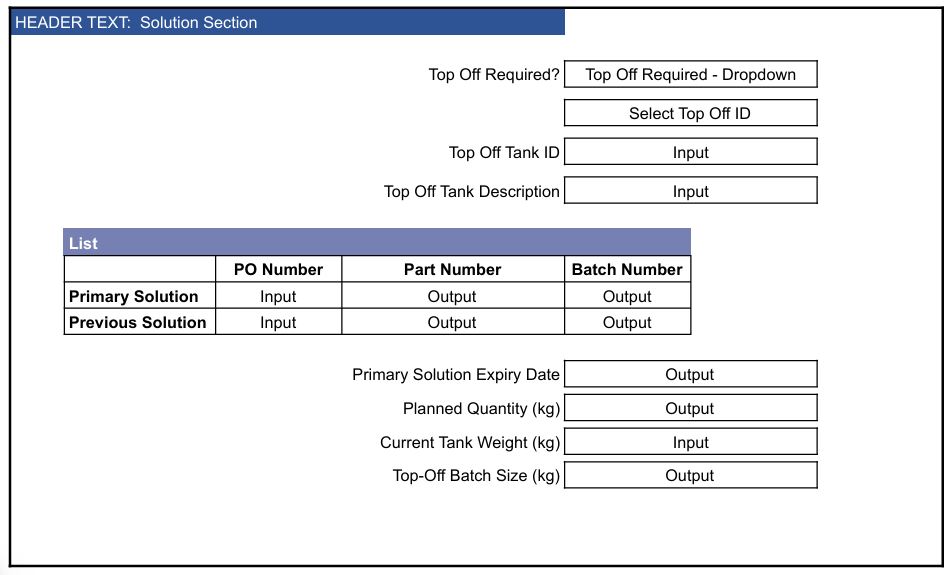 HEADER TEXT: Solution Section
Top Off Required? Top Off Required - Dropdown
Select Top Off ID
Top Off Tank ID Input
Top Off Tank Description Input
List
PO Number Part Number Batch Number
Primary Solution Input Output Output
Previous Solution Input Output Output
Primary Solution Expiry Date Output
Planned Quantity (kg) Output
Current Tank Weight (kg) Input
Top-Off Batch Size (kg) Output